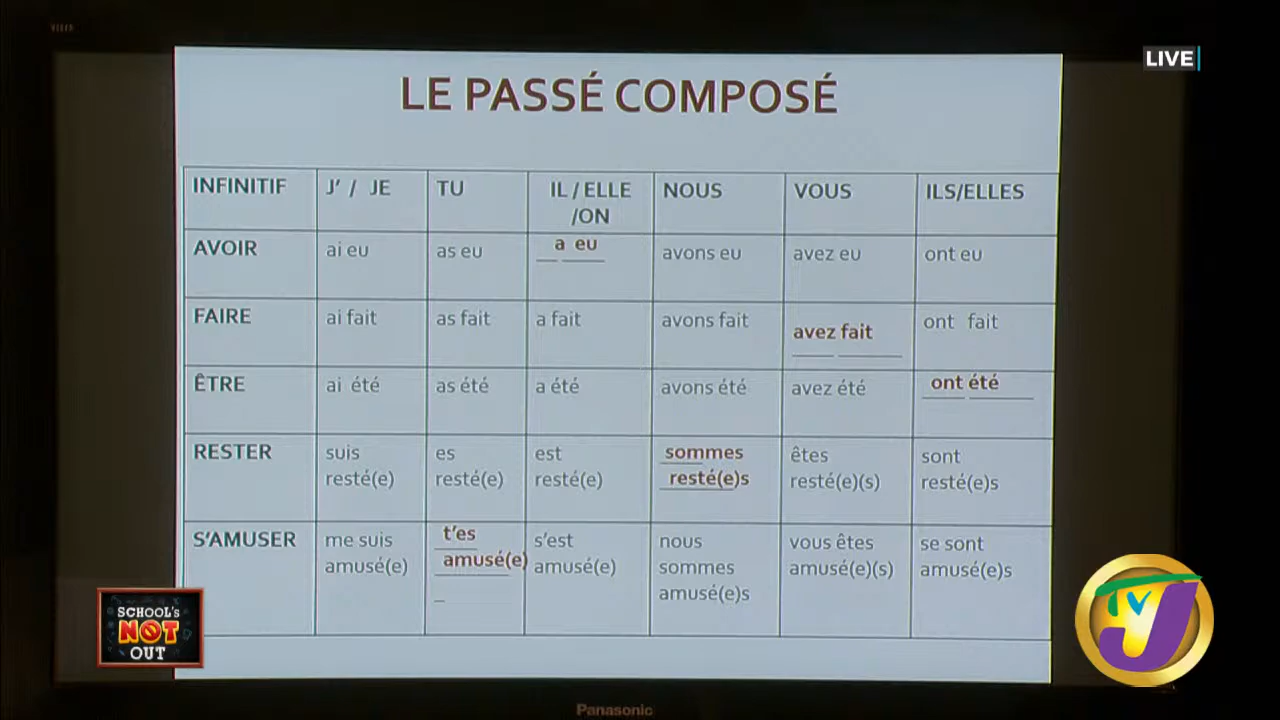 VIERA
LIVE
LE PASSÉ COMPOSÉ
INFINITIF J’ / JE TU IL / ELLE /ON NOUS VOUS ILS/ELLES
AVOIR ai eu as eu a eu avons eu avez eu ont eu
FAIRE ai fait as fait a fait avons fait avez fait ont fait
ÊTRE ai été as été a été avons été avez été ont été
RESTER suis resté(e) es resté(e) est resté(e) sommes resté(e)s êtes resté(e)(s) sont resté(e)s
S’AMUSER me suis amusé(e) t’es amusé(e) s’est amusé(e) nous sommes amusé(e)s vous êtes amusé(e)(s) se sont amusé(e)s
SCHOOL's
NOT
OUT
TVJ
Panasonic